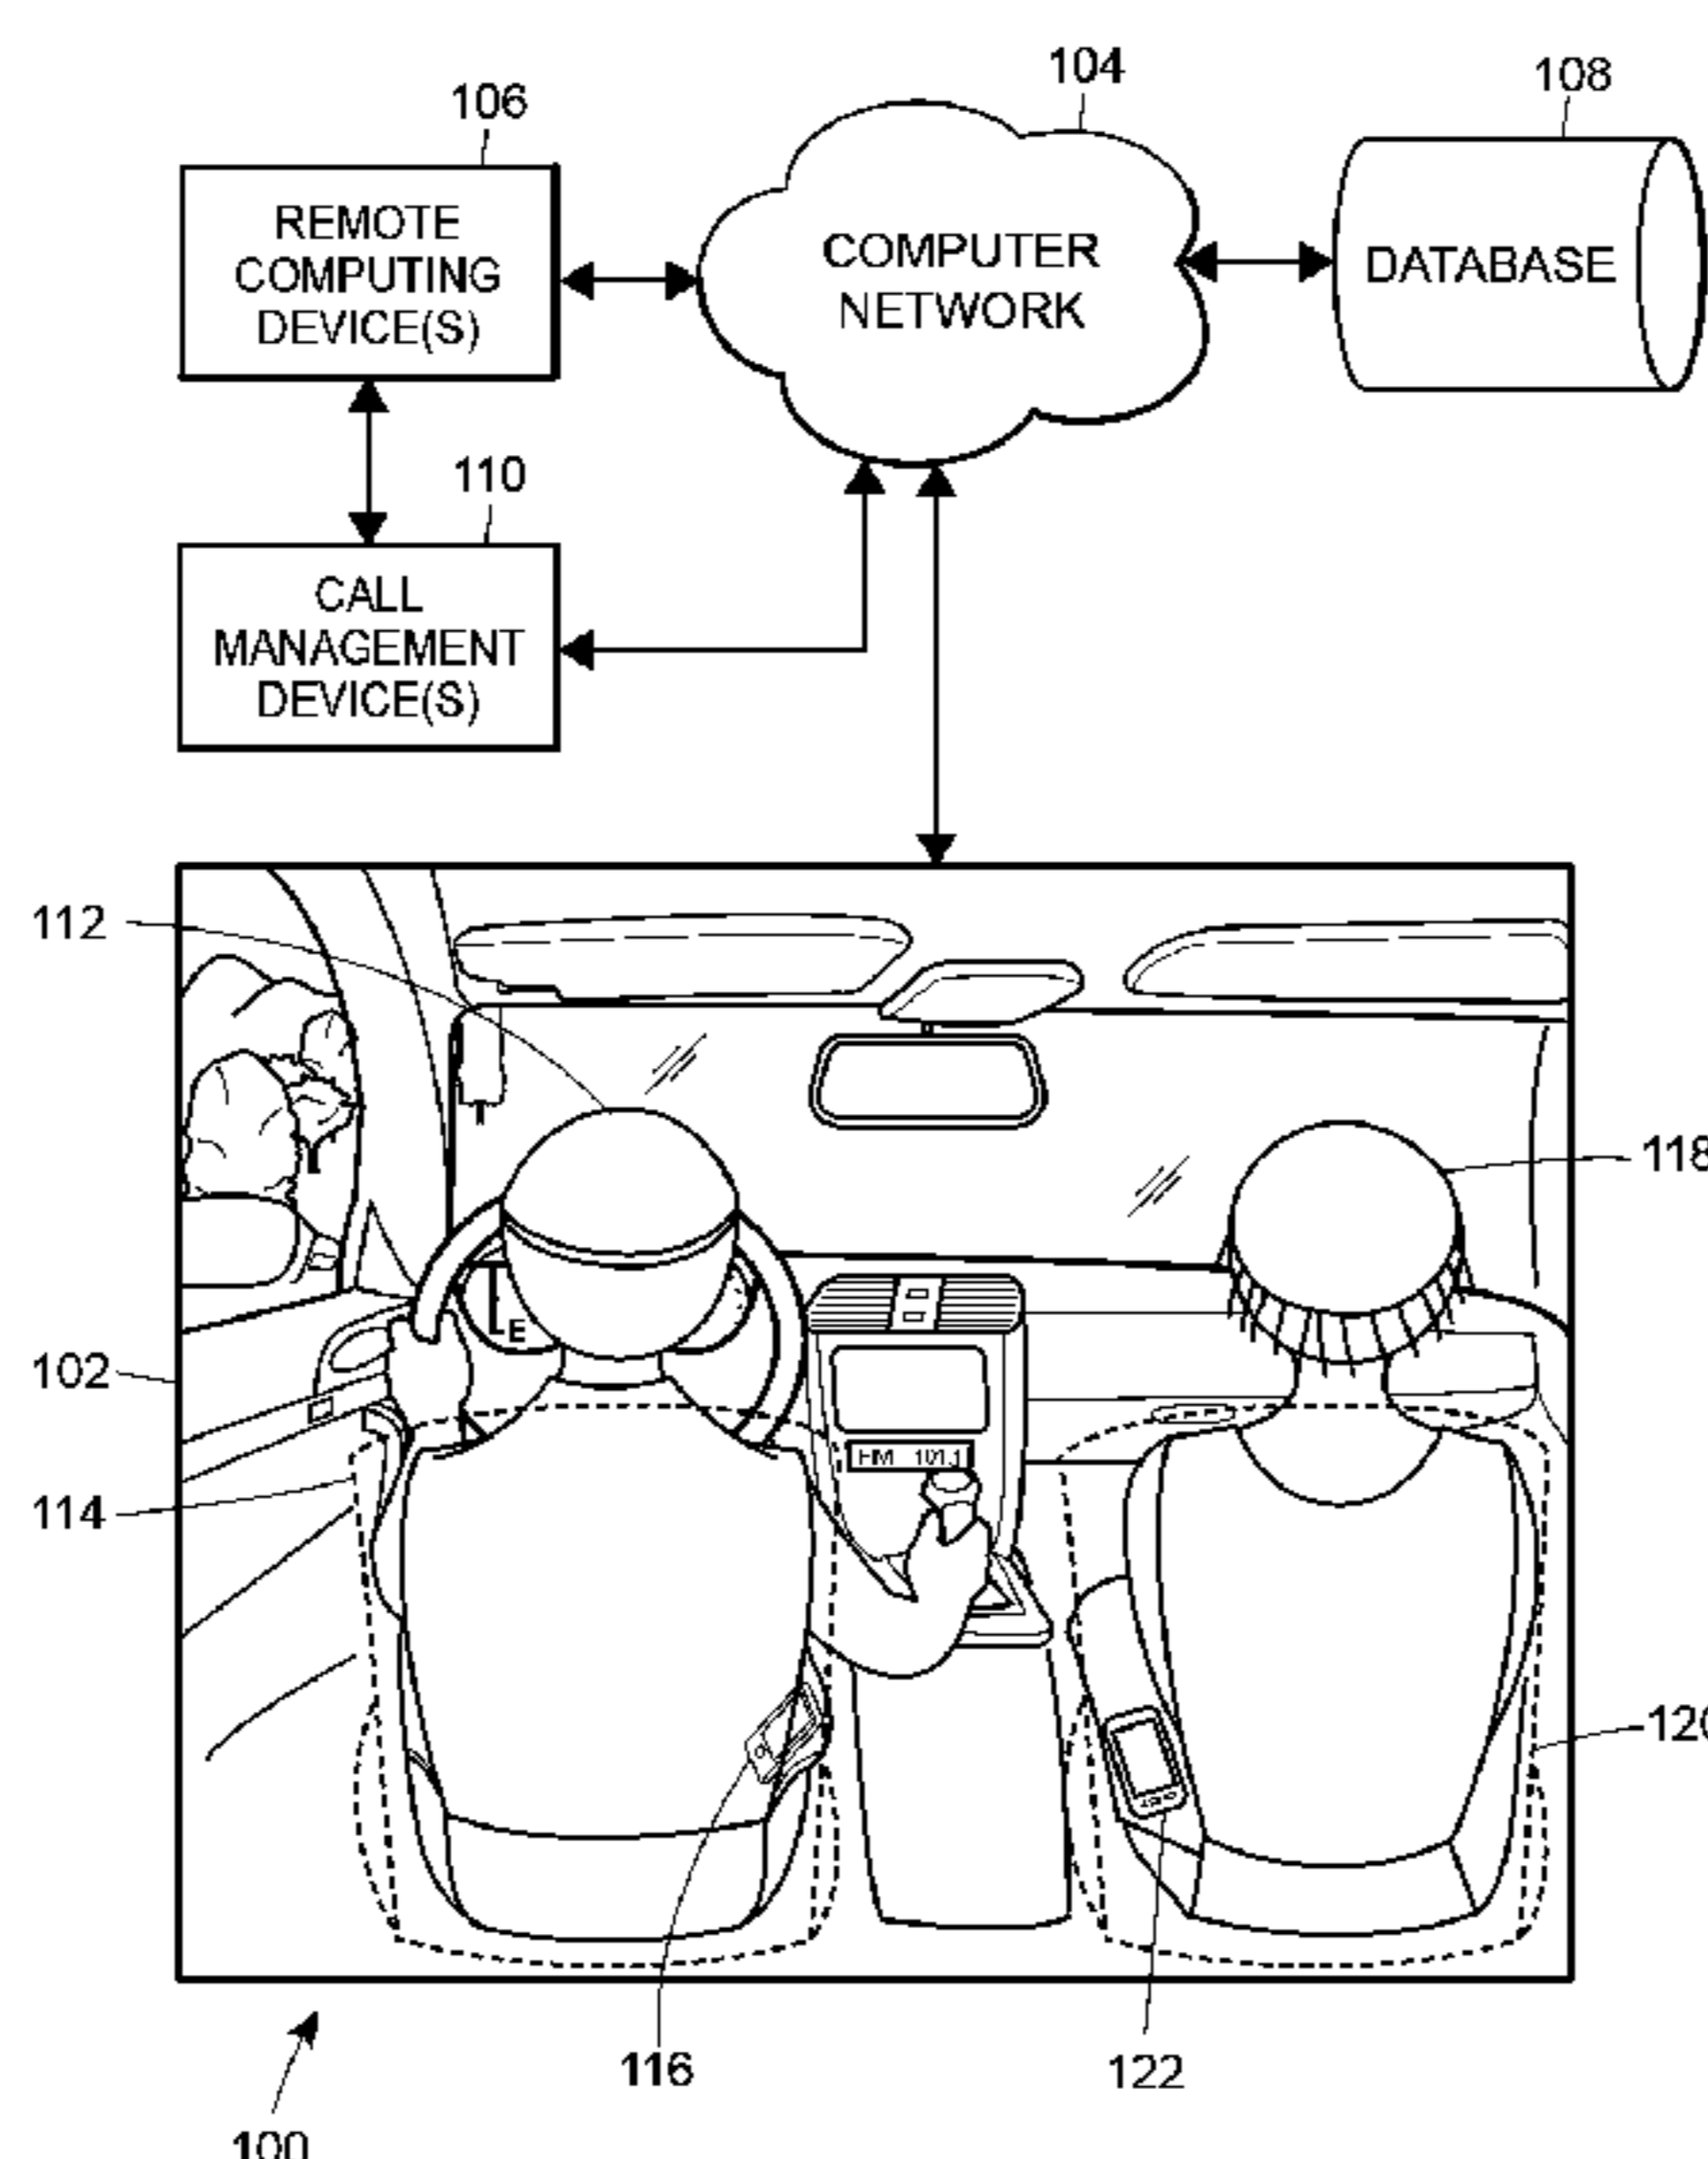 104
108
106
REMOTE
COMPUTING
DEVICE(S)
COMPUTER
NETWORK
DATABASE
110
CALL
MANAGEMENT
DEVICE(S)
112
118
E
102
FM 101.1
114
120
116
122
100